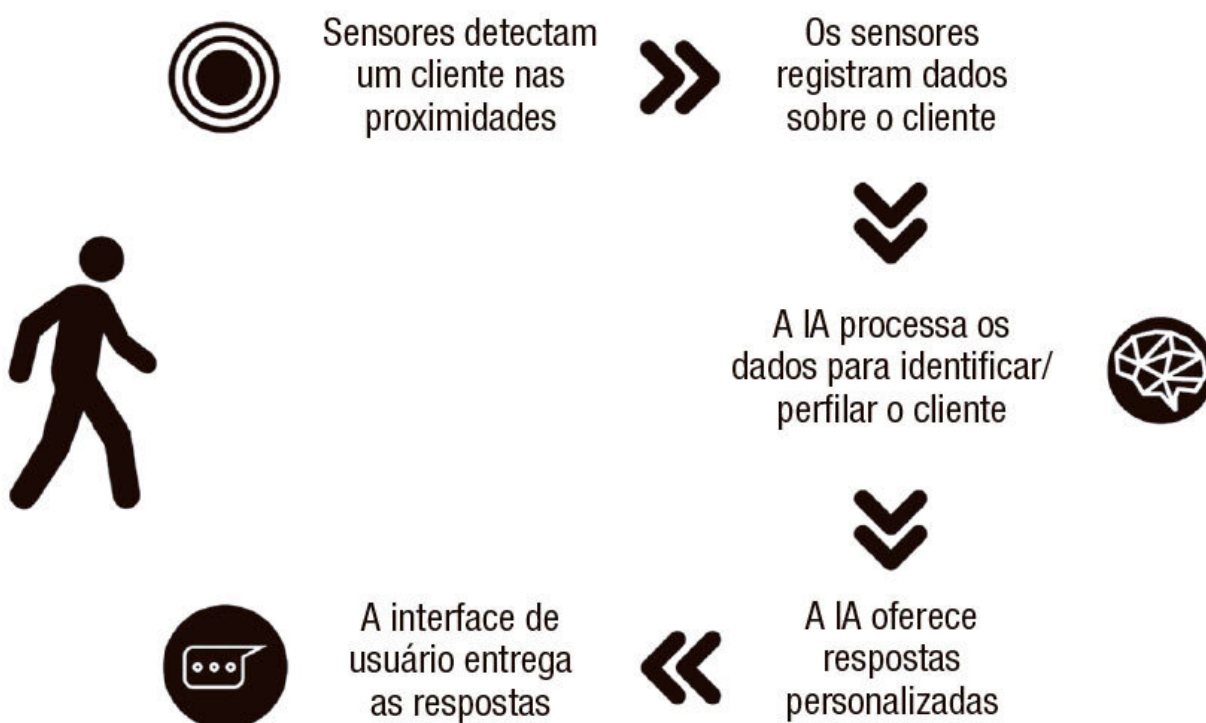 Sensores detectam
um cliente nas
proximidades
Os sensores
registram dados
sobre o cliente
A IA processa os
dados para identificar/
perfilar o cliente
A IA oferece
respostas
personalizadas
A interface de
usuário entrega
as respostas